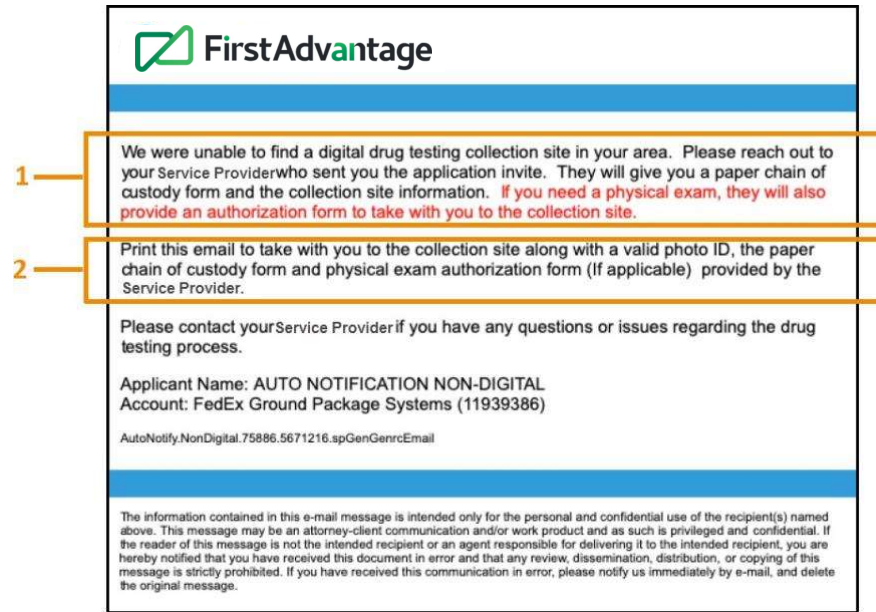 FirstAdvantage
1
We were unable to find a digital drug testing collection site in your area. Please reach out to
your Service Providerwho sent you the application invite. They will give you a paper chain of
custody form and the collection site information. If you need a physical exam, they will also
provide an authorization form to take with you to the collection site.
2
Print this email to take with you to the collection site along with a valid photo ID, the paper
chain of custody form and physical exam authorization form (If applicable) provided by the
Service Provider.
Please contact yourService Providerif you have any questions or issues regarding the drug
testing process.
Applicant Name: AUTO NOTIFICATION NON-DIGITAL
Account: FedEx Ground Package Systems (11939386)
AutoNotify.NonDigital.75886.5671216.spGenGenrcEmail
The information contained in this e-mail message is intended only for the personal and confidential use of the recipient(s) named
above. This message may be an attorney-client communication and/or work product and as such is privileged and confidential. If
the reader of this message is not the intended recipient or an agent responsible for delivering it to the intended recipient, you are
hereby notified that you have received this document in error and that any review, dissemination, distribution, or copying of this
message is strictly prohibited. If you have received this communication in error, please notify us immediately by e-mail, and delete
the original message.